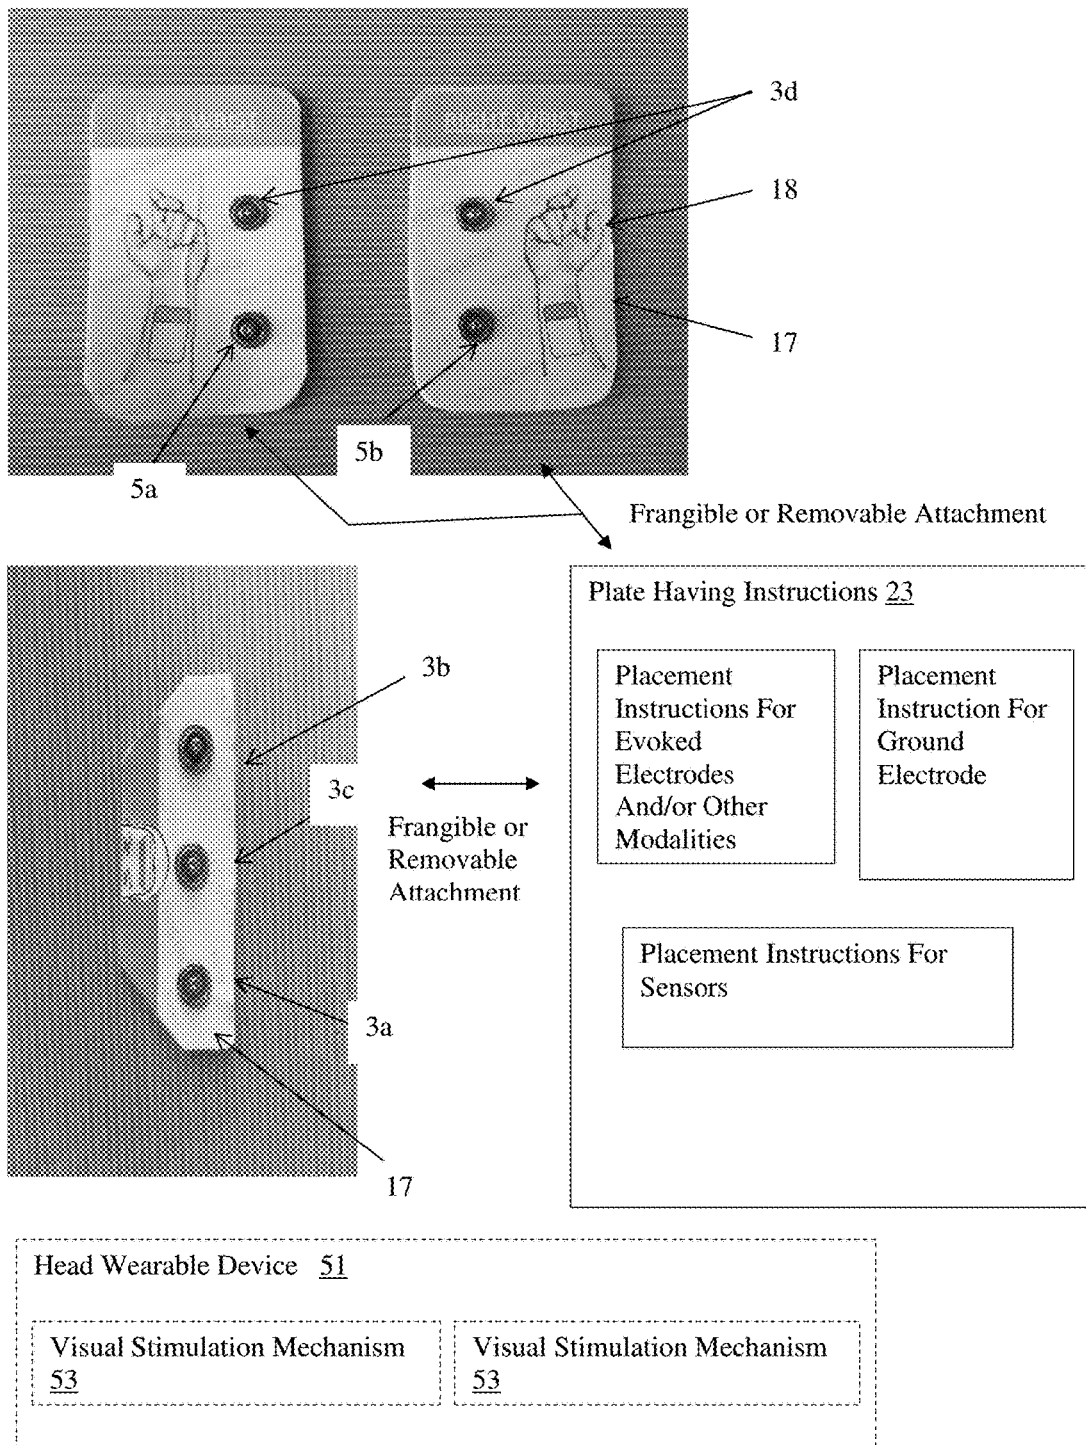 3d
18
17
5b
5a
Frangible or Removable Attachment
Plate Having Instructions 23
Placement
Instructions For
Evoked
Electrodes
And/or Other
Modalities
Placement
Instruction For
Ground
Electrode
Placement Instructions For
Sensors
3b
3c
Frangible or
Removable
Attachment
3a
17
Head Wearable Device 51
Visual Stimulation Mechanism
53
Visual Stimulation Mechanism
53